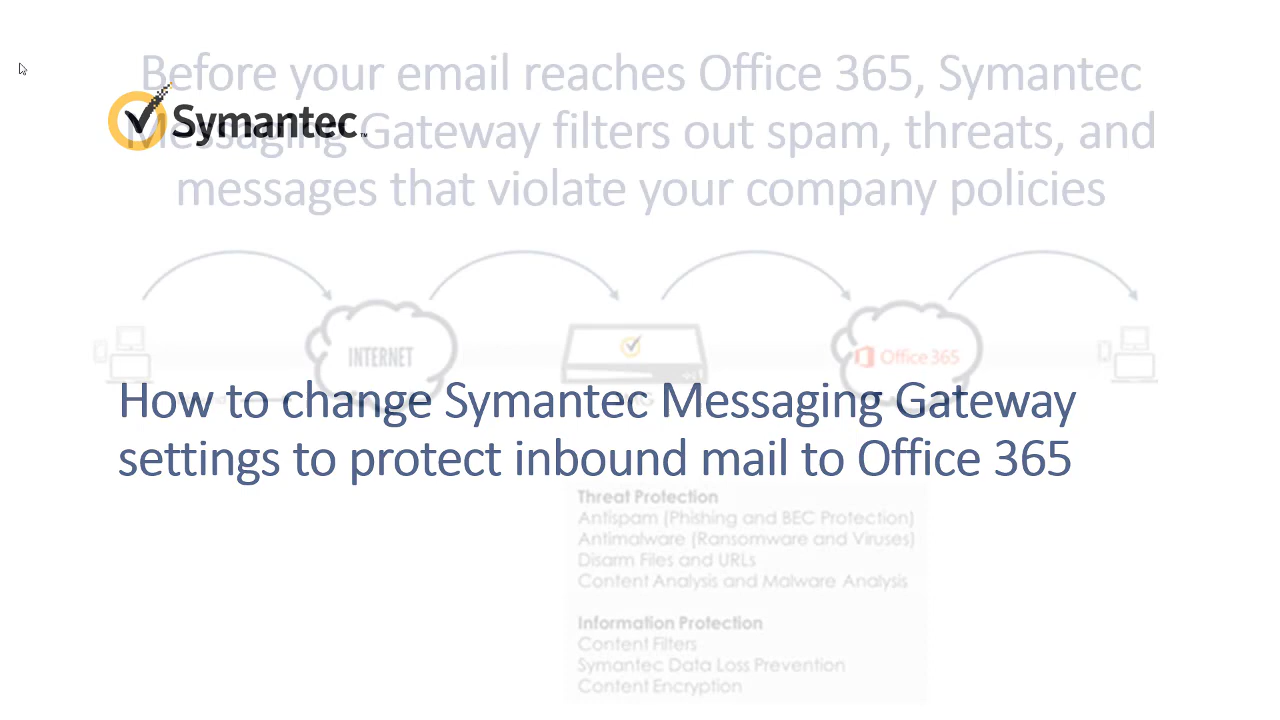 Before your email reaches Office 365, Symantec
Symantec™
Messaging Gateway filters out spam, threats, and
messages that violate your company policies
INTERNET
Office 365
How to change Symantec Messaging Gateway
settings to protect inbound mail to Office 365
Threat Protection
Antispam (Phishing and BEC Protection)
Antimalware (Ransomware and Viruses)
Disarm Files and URLs
Content Analysis and Malware Analysis
Information Protection
Content Filters
Symantec Data Loss Prevention
Content Encryption